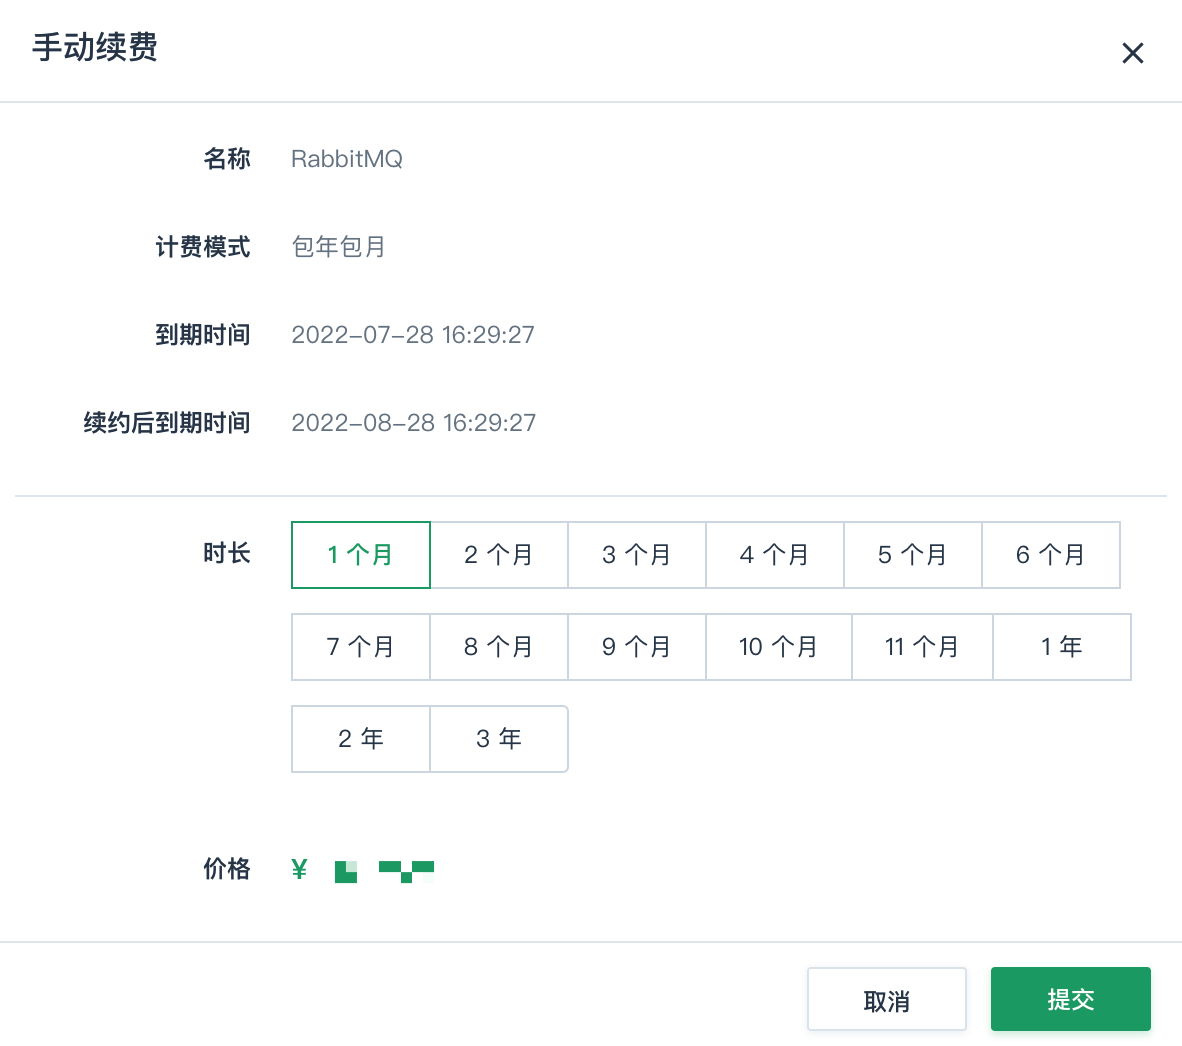 手动续费
名称 RabbitMQ
计费模式 包年包月
到期时间 2022-07-28 16:29:27
续约后到期时间 2022-08-28 16:29:27
时长 1 个月 2 个月 3 个月 4 个月 5 个月 6 个月
7 个月 8 个月 9 个月 10 个月 11 个月 1 年
2 年 3 年
价格 ¥
取消 提交